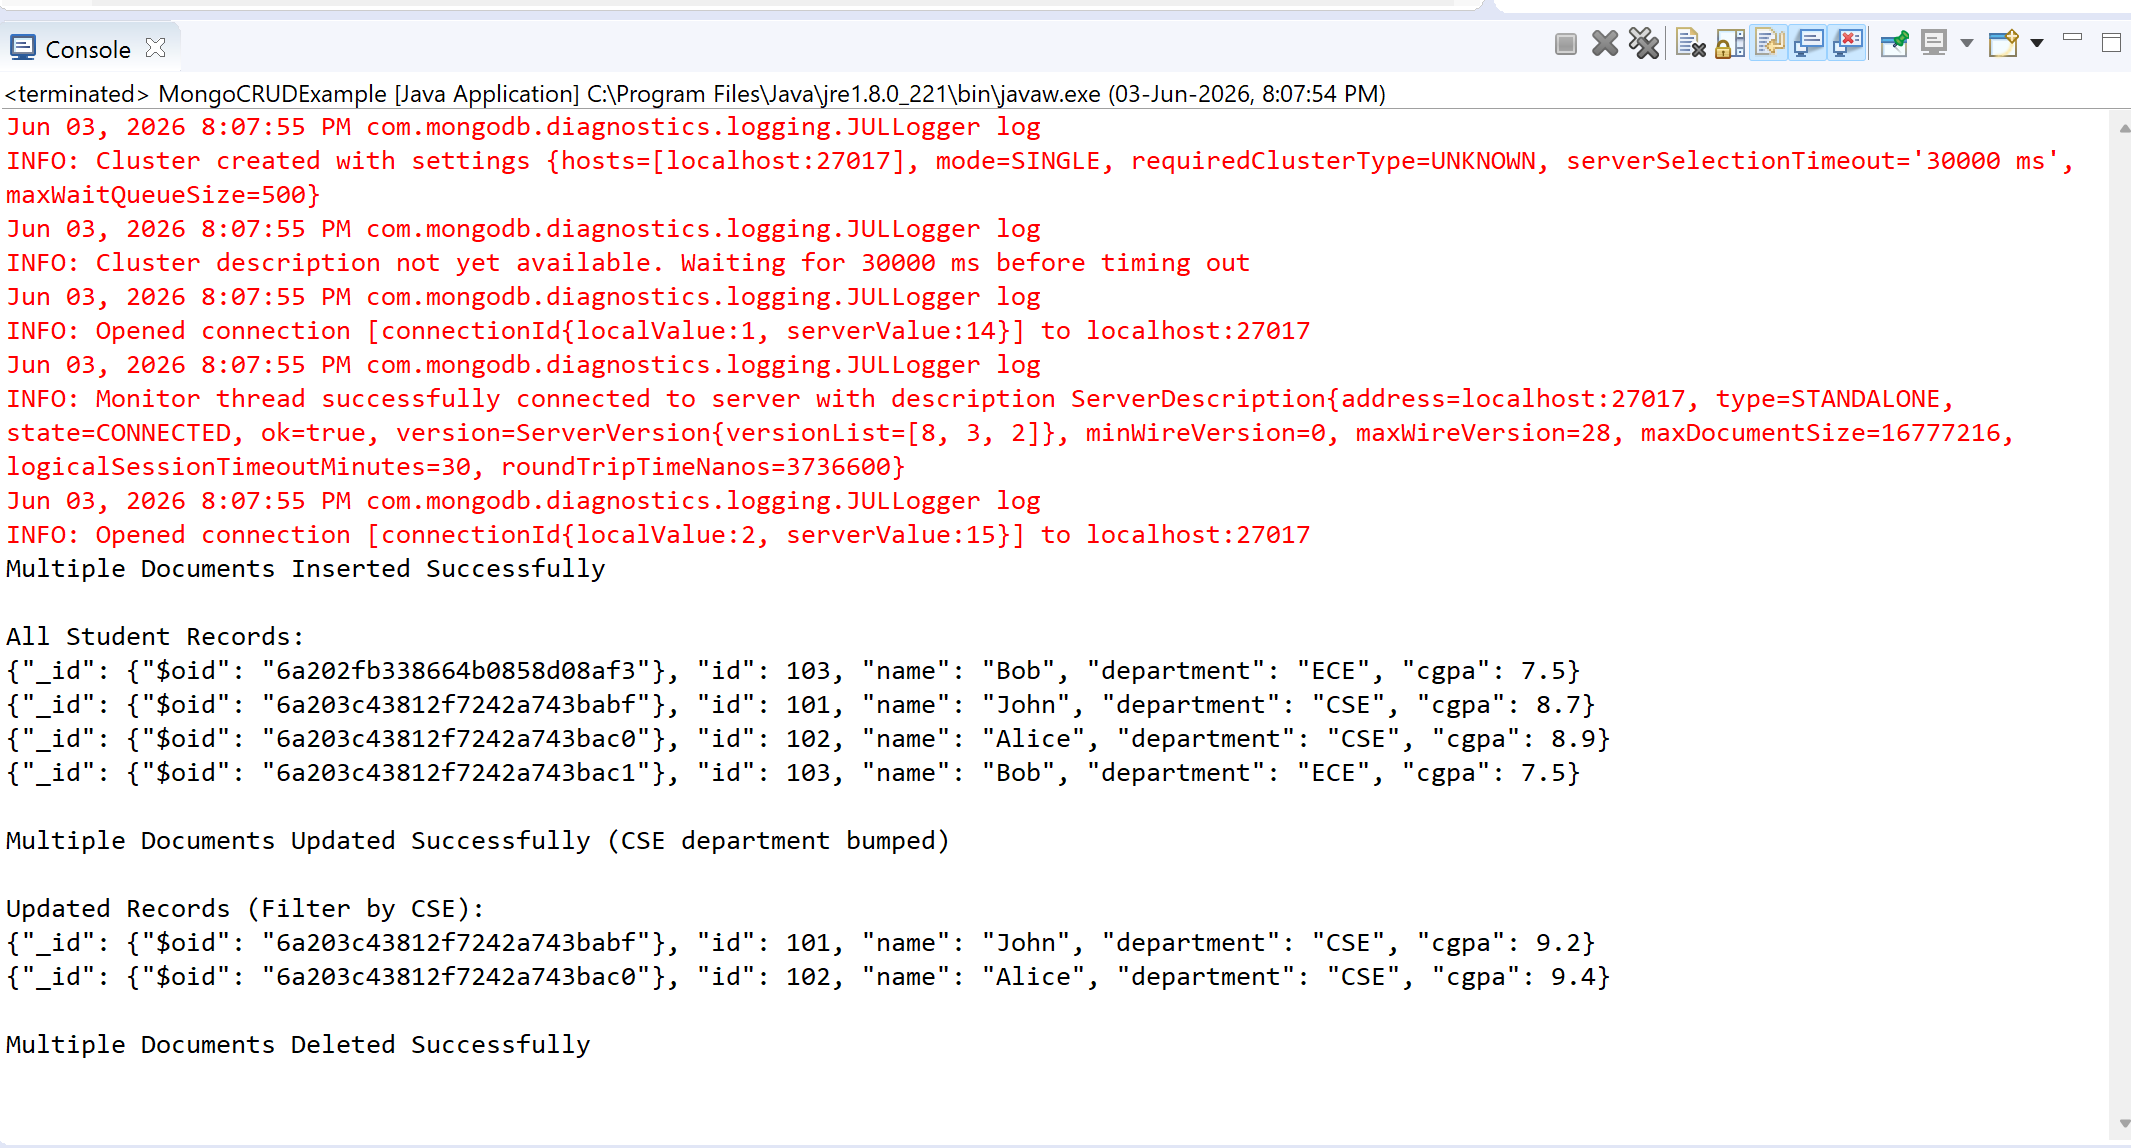 Console
<terminated> MongoCRUDExample [Java Application] C:\Program Files\Java\jre1.8.0_221\bin\javaw.exe (03-Jun-2026, 8:07:54 PM)
Jun 03, 2026 8:07:55 PM com.mongodb.diagnostics.logging.JULLogger log
INFO: Cluster created with settings {hosts=[localhost:27017], mode=SINGLE, requiredClusterType=UNKNOWN, serverSelectionTimeout='30000 ms',
maxWaitQueueSize=500}
Jun 03, 2026 8:07:55 PM com.mongodb.diagnostics.logging.JULLogger log
INFO: Cluster description not yet available. Waiting for 30000 ms before timing out
Jun 03, 2026 8:07:55 PM com.mongodb.diagnostics.logging.JULLogger log
INFO: Opened connection [connectionId{localValue:1, serverValue:14}] to localhost:27017
Jun 03, 2026 8:07:55 PM com.mongodb.diagnostics.logging.JULLogger log
INFO: Monitor thread successfully connected to server with description ServerDescription{address=localhost:27017, type=STANDALONE,
state=CONNECTED, ok=true, version=ServerVersion{versionList=[8, 3, 2]}, minWireVersion=0, maxWireVersion=28, maxDocumentSize=16777216,
logicalSessionTimeoutMinutes=30, roundTripTimeNanos=3736600}
Jun 03, 2026 8:07:55 PM com.mongodb.diagnostics.logging.JULLogger log
INFO: Opened connection [connectionId{localValue:2, serverValue:15}] to localhost:27017
Multiple Documents Inserted Successfully
All Student Records:
{"_id": {"$oid": "6a202fb338664b0858d08af3"}, "id": 103, "name": "Bob", "department": "ECE", "cgpa": 7.5}
{"_id": {"$oid": "6a203c43812f7242a743babf"}, "id": 101, "name": "John", "department": "CSE", "cgpa": 8.7}
{"_id": {"$oid": "6a203c43812f7242a743bac0"}, "id": 102, "name": "Alice", "department": "CSE", "cgpa": 8.9}
{"_id": {"$oid": "6a203c43812f7242a743bac1"}, "id": 103, "name": "Bob", "department": "ECE", "cgpa": 7.5}
Multiple Documents Updated Successfully (CSE department bumped)
Updated Records (Filter by CSE):
{"_id": {"$oid": "6a203c43812f7242a743babf"}, "id": 101, "name": "John", "department": "CSE", "cgpa": 9.2}
{"_id": {"$oid": "6a203c43812f7242a743bac0"}, "id": 102, "name": "Alice", "department": "CSE", "cgpa": 9.4}
Multiple Documents Deleted Successfully